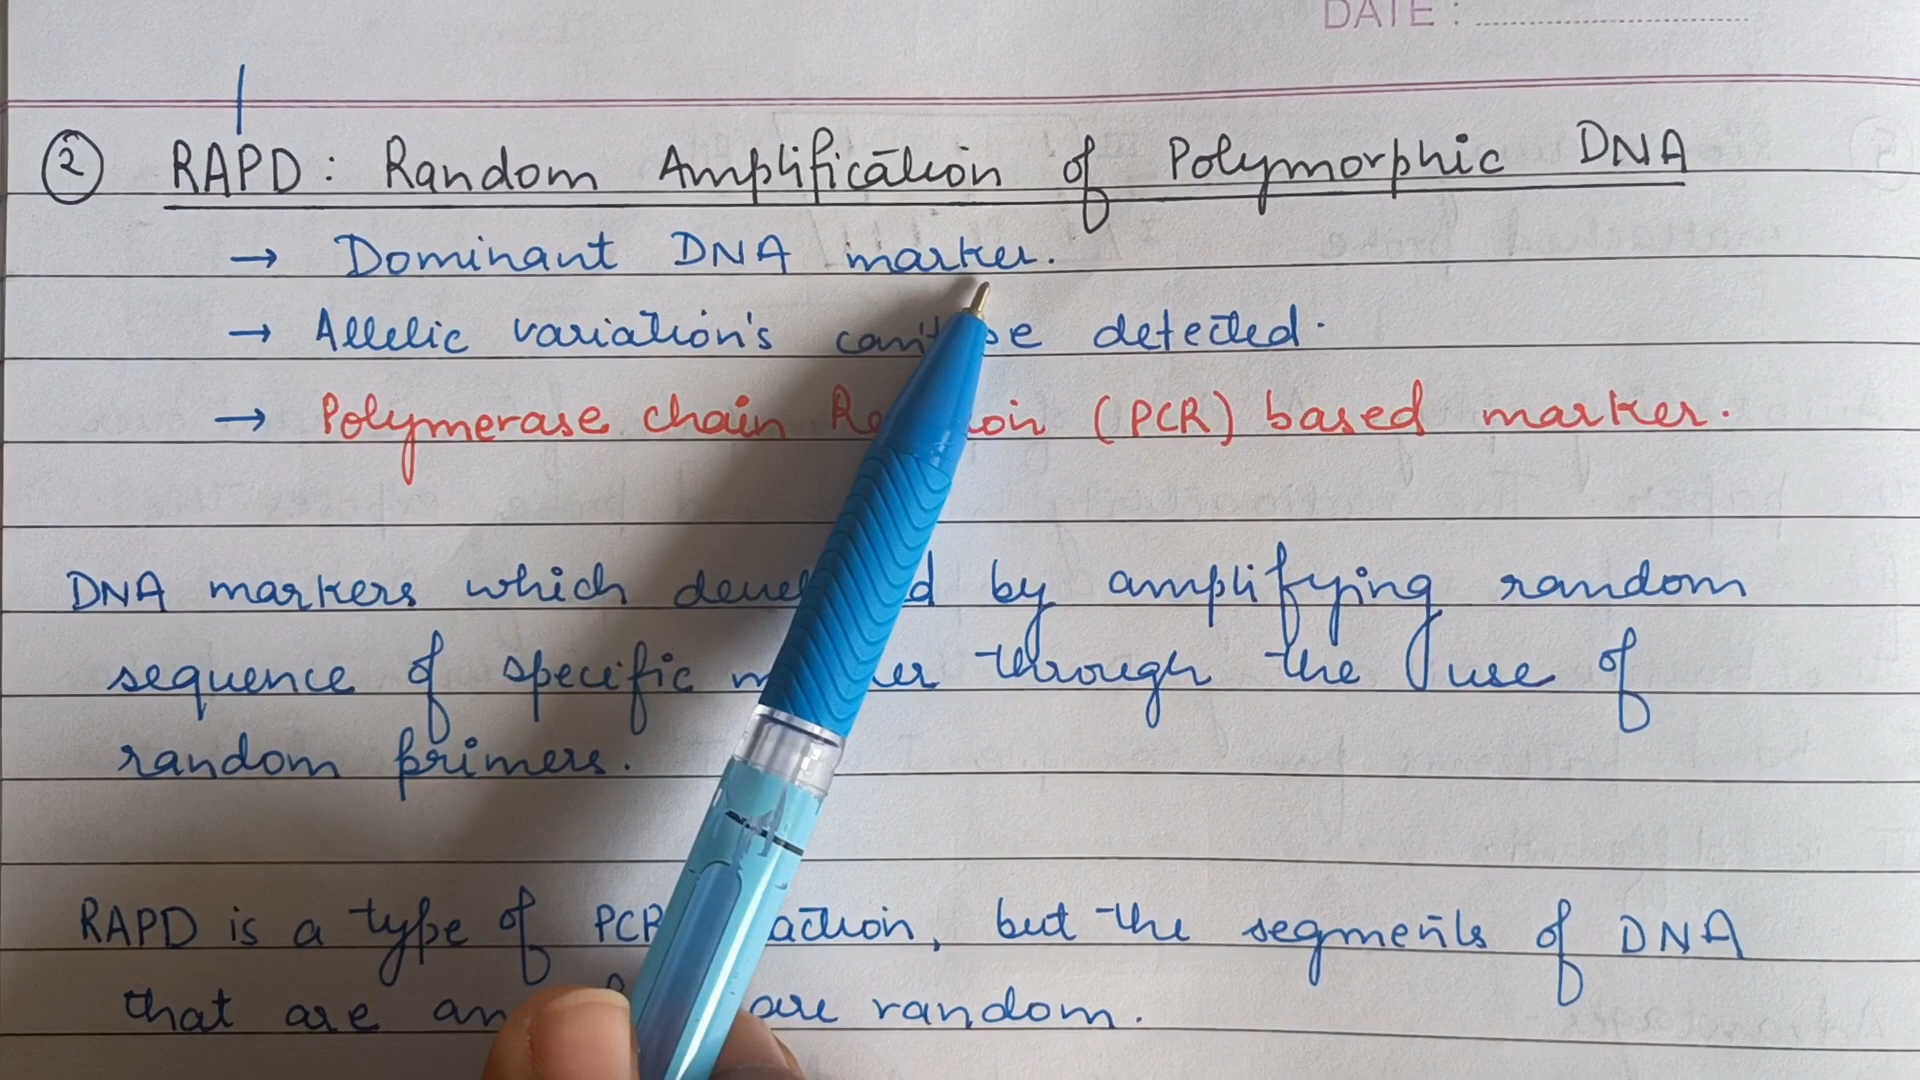 DATE :
② RAPD : Random Amplification of Polymorphic DNA
→ Dominant DNA marker.
→ Allelic variation's can't be detected.
→ Polymerase chain (PCR) based marker.
DNA markers which by amplifying random
sequence of specific through the use of
random primers.
RAPD is a type of PCR , but the segments of DNA
that are are random.